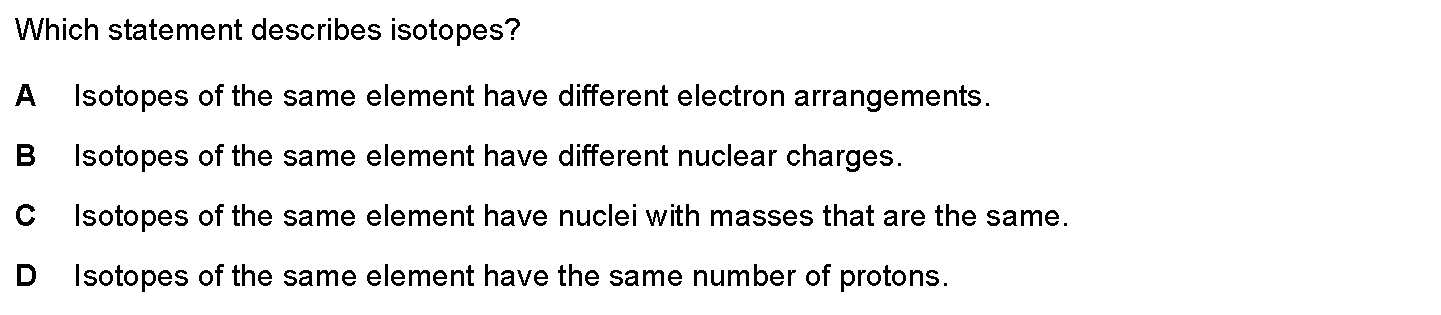 Which statement describes isotopes?
A Isotopes of the same element have different electron arrangements.
B Isotopes of the same element have different nuclear charges.
C Isotopes of the same element have nuclei with masses that are the same.
D Isotopes of the same element have the same number of protons.